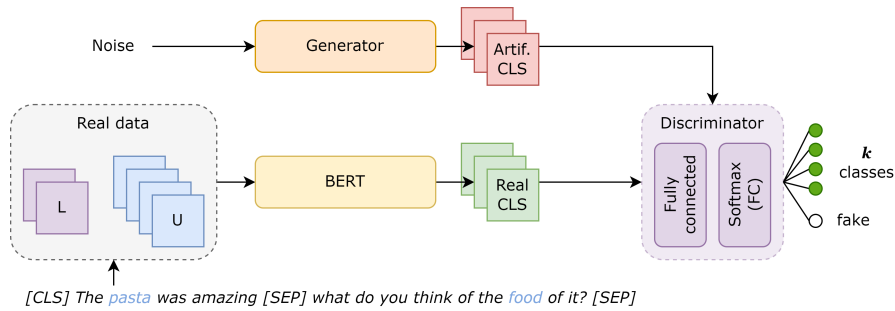 Noise
Generator
Artif.
CLS
Real data
L
U
BERT
Real
CLS
Discriminator
Fully
connected
Softmax
(FC)
k
classes
fake
[CLS] The pasta was amazing [SEP] what do you think of the food of it? [SEP]